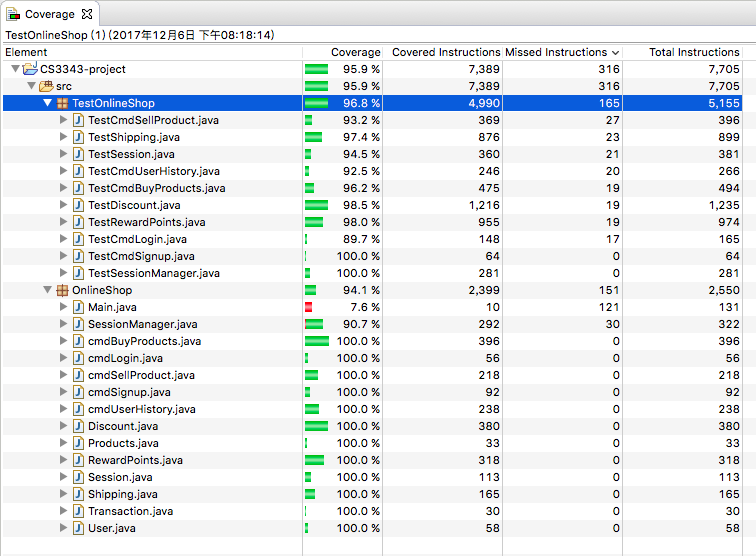 Coverage
TestOnlineShop (1) (2017年12月6日 下午08:18:14)
Element Coverage Covered Instructions Missed Instructions Total Instructions
CS3343-project 95.9 % 7,389 316 7,705
src 95.9 % 7,389 316 7,705
TestOnlineShop 96.8 % 4,990 165 5,155
TestCmdSellProduct.java 93.2 % 369 27 396
TestShipping.java 97.4 % 876 23 899
TestSession.java 94.5 % 360 21 381
TestCmdUserHistory.java 92.5 % 246 20 266
TestCmdBuyProducts.java 96.2 % 475 19 494
TestDiscount.java 98.5 % 1,216 19 1,235
TestRewardPoints.java 98.0 % 955 19 974
TestCmdLogin.java 89.7 % 148 17 165
TestCmdSignup.java 100.0 % 64 0 64
TestSessionManager.java 100.0 % 281 0 281
OnlineShop 94.1 % 2,399 151 2,550
Main.java 7.6 % 10 121 131
SessionManager.java 90.7 % 292 30 322
cmdBuyProducts.java 100.0 % 396 0 396
cmdLogin.java 100.0 % 56 0 56
cmdSellProduct.java 100.0 % 218 0 218
cmdSignup.java 100.0 % 92 0 92
cmdUserHistory.java 100.0 % 238 0 238
Discount.java 100.0 % 380 0 380
Products.java 100.0 % 33 0 33
RewardPoints.java 100.0 % 318 0 318
Session.java 100.0 % 113 0 113
Shipping.java 100.0 % 165 0 165
Transaction.java 100.0 % 30 0 30
User.java 100.0 % 58 0 58